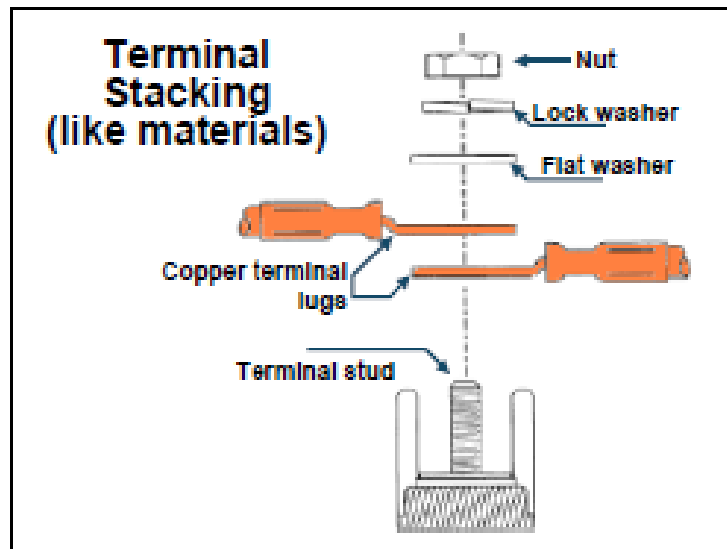 Terminal
Stacking
(like materials)
Nut
Lock washer
Flat washer
Copper terminal
lugs
Terminal stud